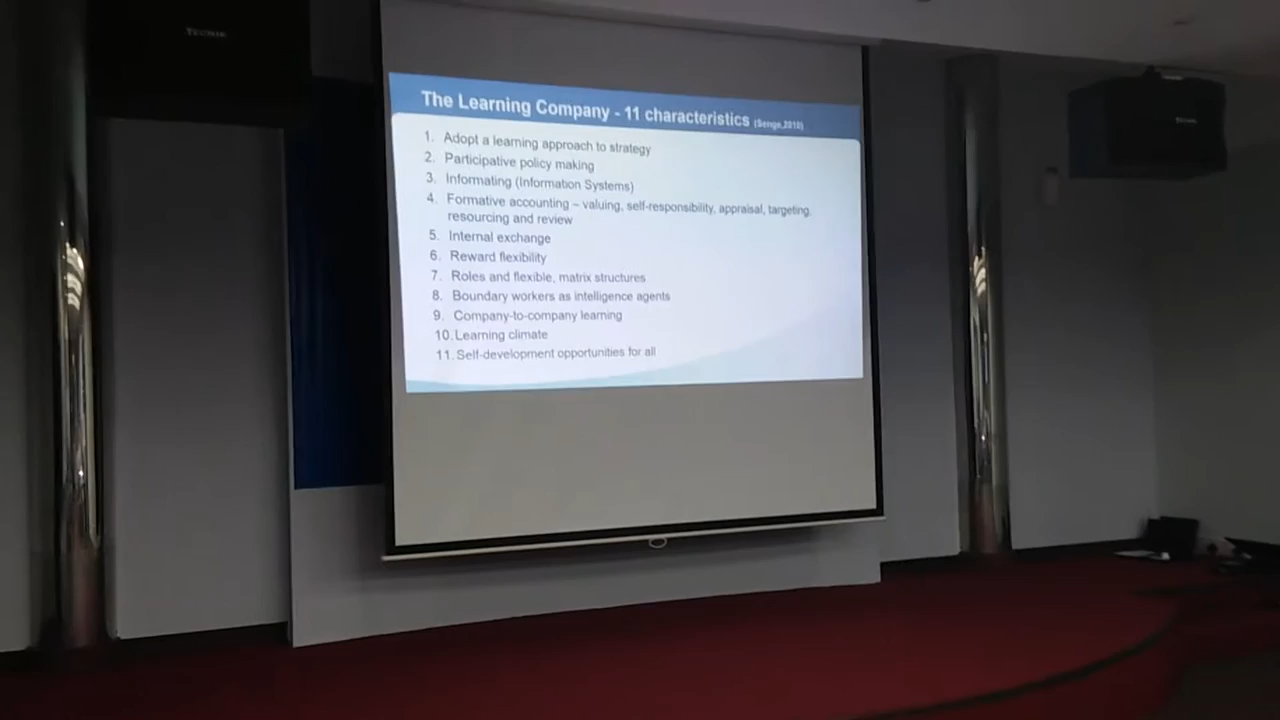 The Learning Company - 11 characteristics (Senge,2010)
1. Adopt a learning approach to strategy
2. Participative policy making
3. Informating (Information Systems)
4. Formative accounting – valuing, self-responsibility, appraisal, targeting,
resourcing and review
5. Internal exchange
6. Reward flexibility
7. Roles and flexible, matrix structures
8. Boundary workers as intelligence agents
9. Company-to-company learning
10. Learning climate
11. Self-development opportunities for all